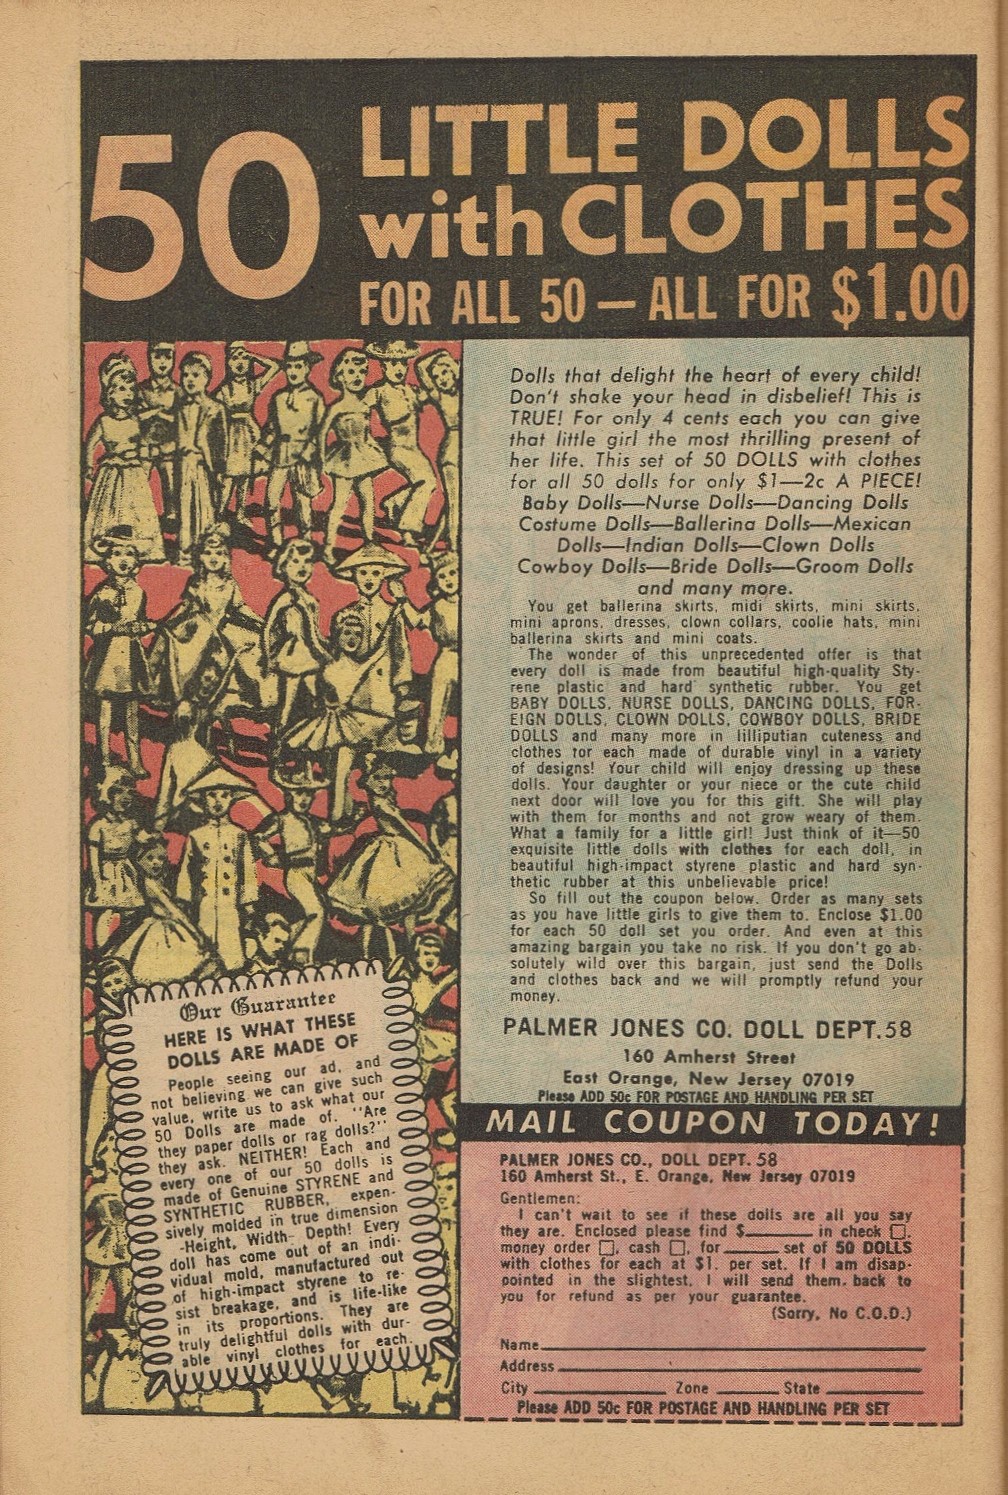 50
LITTLE DOLLS
with CLOTHES
FOR ALL 50 — ALL FOR $1.00
Dolls that delight the heart of every child!
Don't shake your head in disbelief! This is
TRUE! For only 4 cents each you can give
that little girl the most thrilling present of
her life. This set of 50 DOLLS with clothes
for all 50 dolls for only $1—2c A PIECE!
Baby Dolls—Nurse Dolls—Dancing Dolls
Costume Dolls—Ballerina Dolls—Mexican
Dolls—Indian Dolls—Clown Dolls
Cowboy Dolls—Bride Dolls—Groom Dolls
and many more.
You get ballerina skirts, midi skirts, mini skirts,
mini aprons, dresses, clown collars, coolie hats, mini
ballerina skirts and mini coats.
The wonder of this unprecedented offer is that
every doll is made from beautiful high-quality Sty-
rene plastic and hard synthetic rubber. You get
BABY DOLLS, NURSE DOLLS, DANCING DOLLS, FOR-
EIGN DOLLS, CLOWN DOLLS, COWBOY DOLLS, BRIDE
DOLLS and many more in lilliputian cuteness and
clothes for each made of durable vinyl in a variety
of designs! Your child will enjoy dressing up these
dolls. Your daughter or your niece or the cute child
next door will love you for this gift. She will play
with them for months and not grow weary of them.
What a family for a little girl! Just think of it—50
exquisite little dolls with clothes for each doll, in
beautiful high-impact styrene plastic and hard syn-
thetic rubber at this unbelievable price!
So fill out the coupon below. Order as many sets
as you have little girls to give them to. Enclose $1.00
for each 50 doll set you order. And even at this
amazing bargain you take no risk. If you don't go ab-
solutely wild over this bargain, just send the Dolls
and clothes back and we will promptly refund your
money.
PALMER JONES CO. DOLL DEPT. 58
160 Amherst Street
East Orange, New Jersey 07019
Please ADD 50c FOR POSTAGE AND HANDLING PER SET
Our Guarantee
HERE IS WHAT THESE
DOLLS ARE MADE OF
People seeing our ad, and
not believing we can give such
value, write us to ask what our
50 Dolls are made of. "Are
they paper dolls or rag dolls?"
they ask. NEITHER! Each and
every one of our 50 dolls is
made of Genuine STYRENE and
SYNTHETIC RUBBER, expen-
sively molded in true dimension
-Height, Width- Depth! Every
doll has come out of an indi-
vidual mold, manufactured out
of high-impact styrene to re-
sist breakage, and is life-like
in its proportions. They are
truly delightful dolls with dur-
able vinyl clothes for each.
MAIL COUPON TODAY!
PALMER JONES CO., DOLL DEPT. 58
160 Amherst St., E. Orange, New Jersey 07019
Gentlemen:
I can't wait to see if these dolls are all you say
they are. Enclosed please find $______ in check □,
money order □, cash □, for______ set of 50 DOLLS
with clothes for each at $1. per set. If I am disap-
pointed in the slightest, I will send them back to
you for refund as per your guarantee.
(Sorry, No C.O.D.)
Name______
Address______
City______ Zone______ State______
Please ADD 50c FOR POSTAGE AND HANDLING PER SET